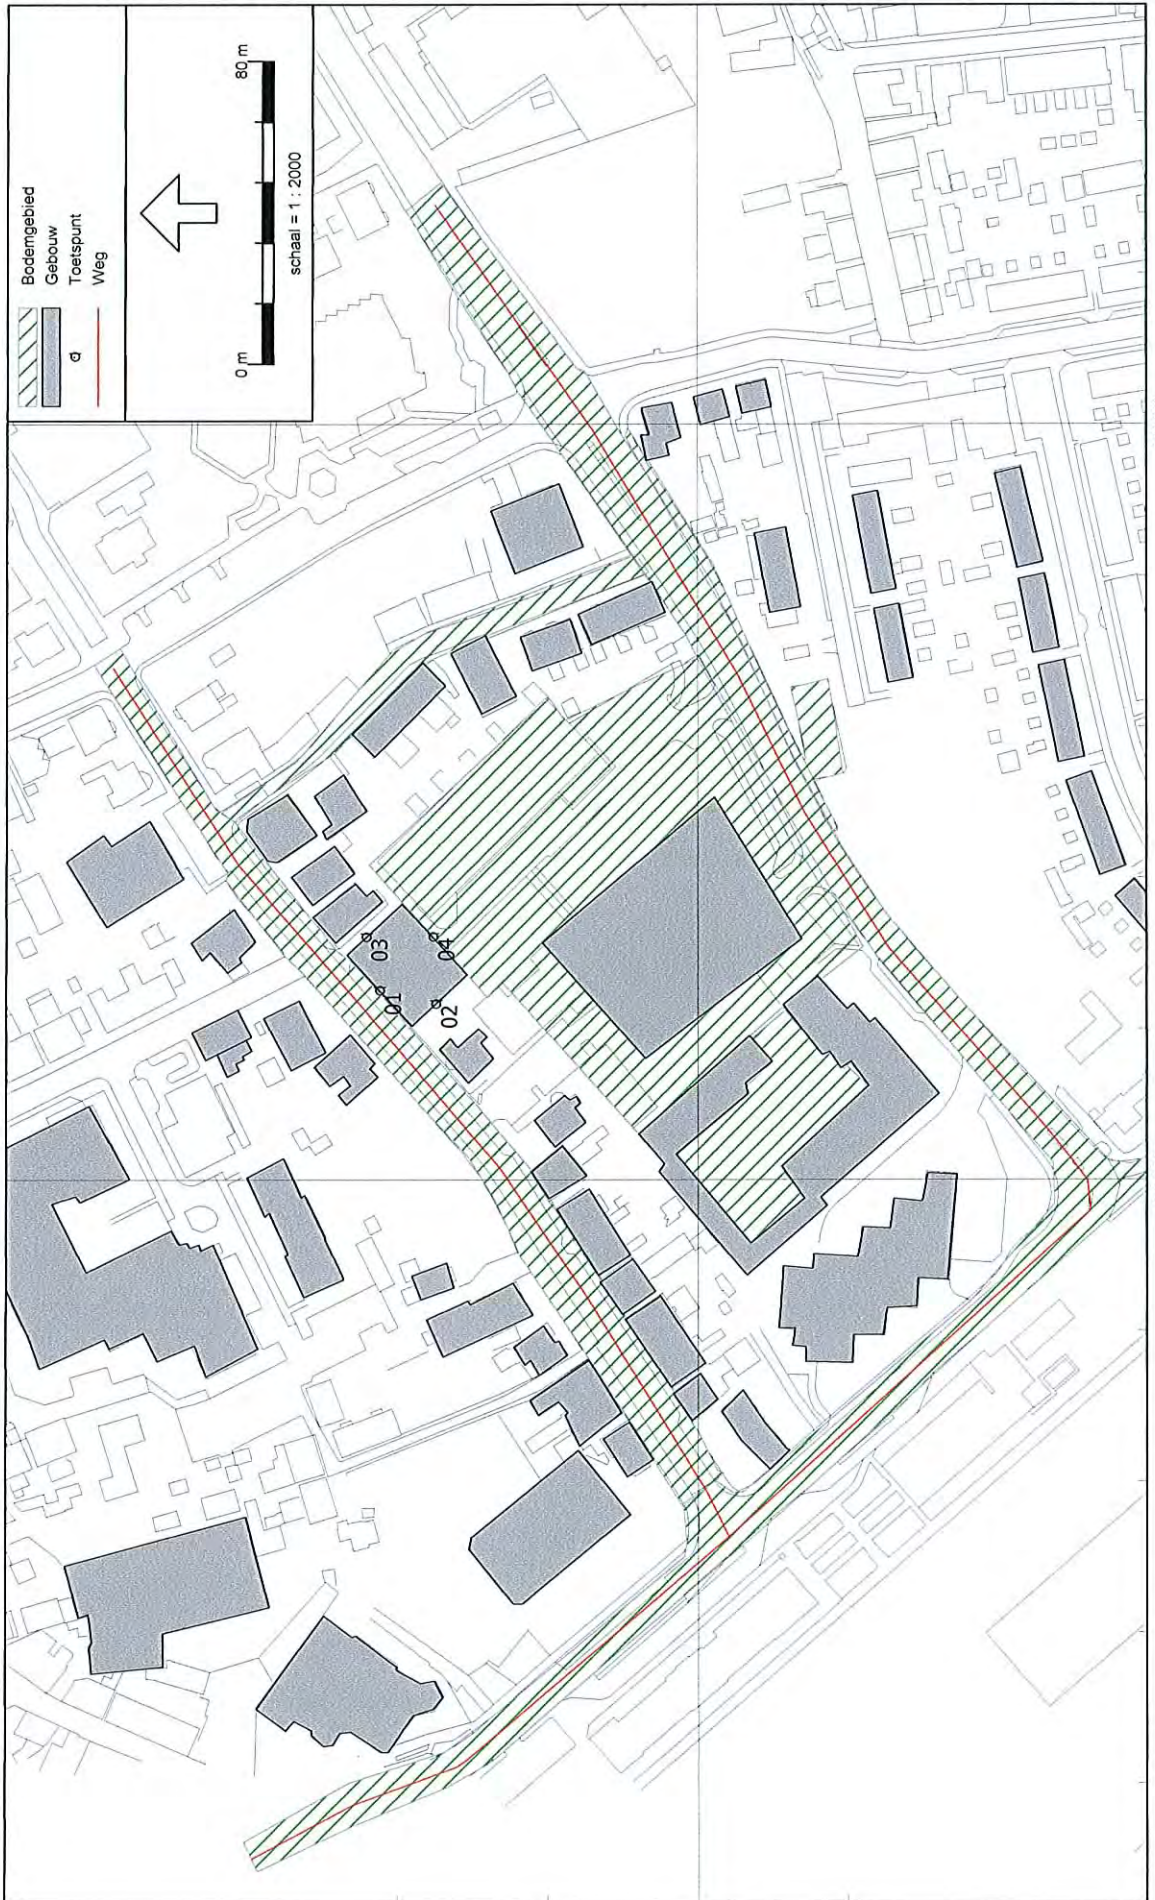 Bodemgebied
Gebouw
Toetspunt
Weg
0 m
80 m
schaal = 1 : 2000
03
01
04
02